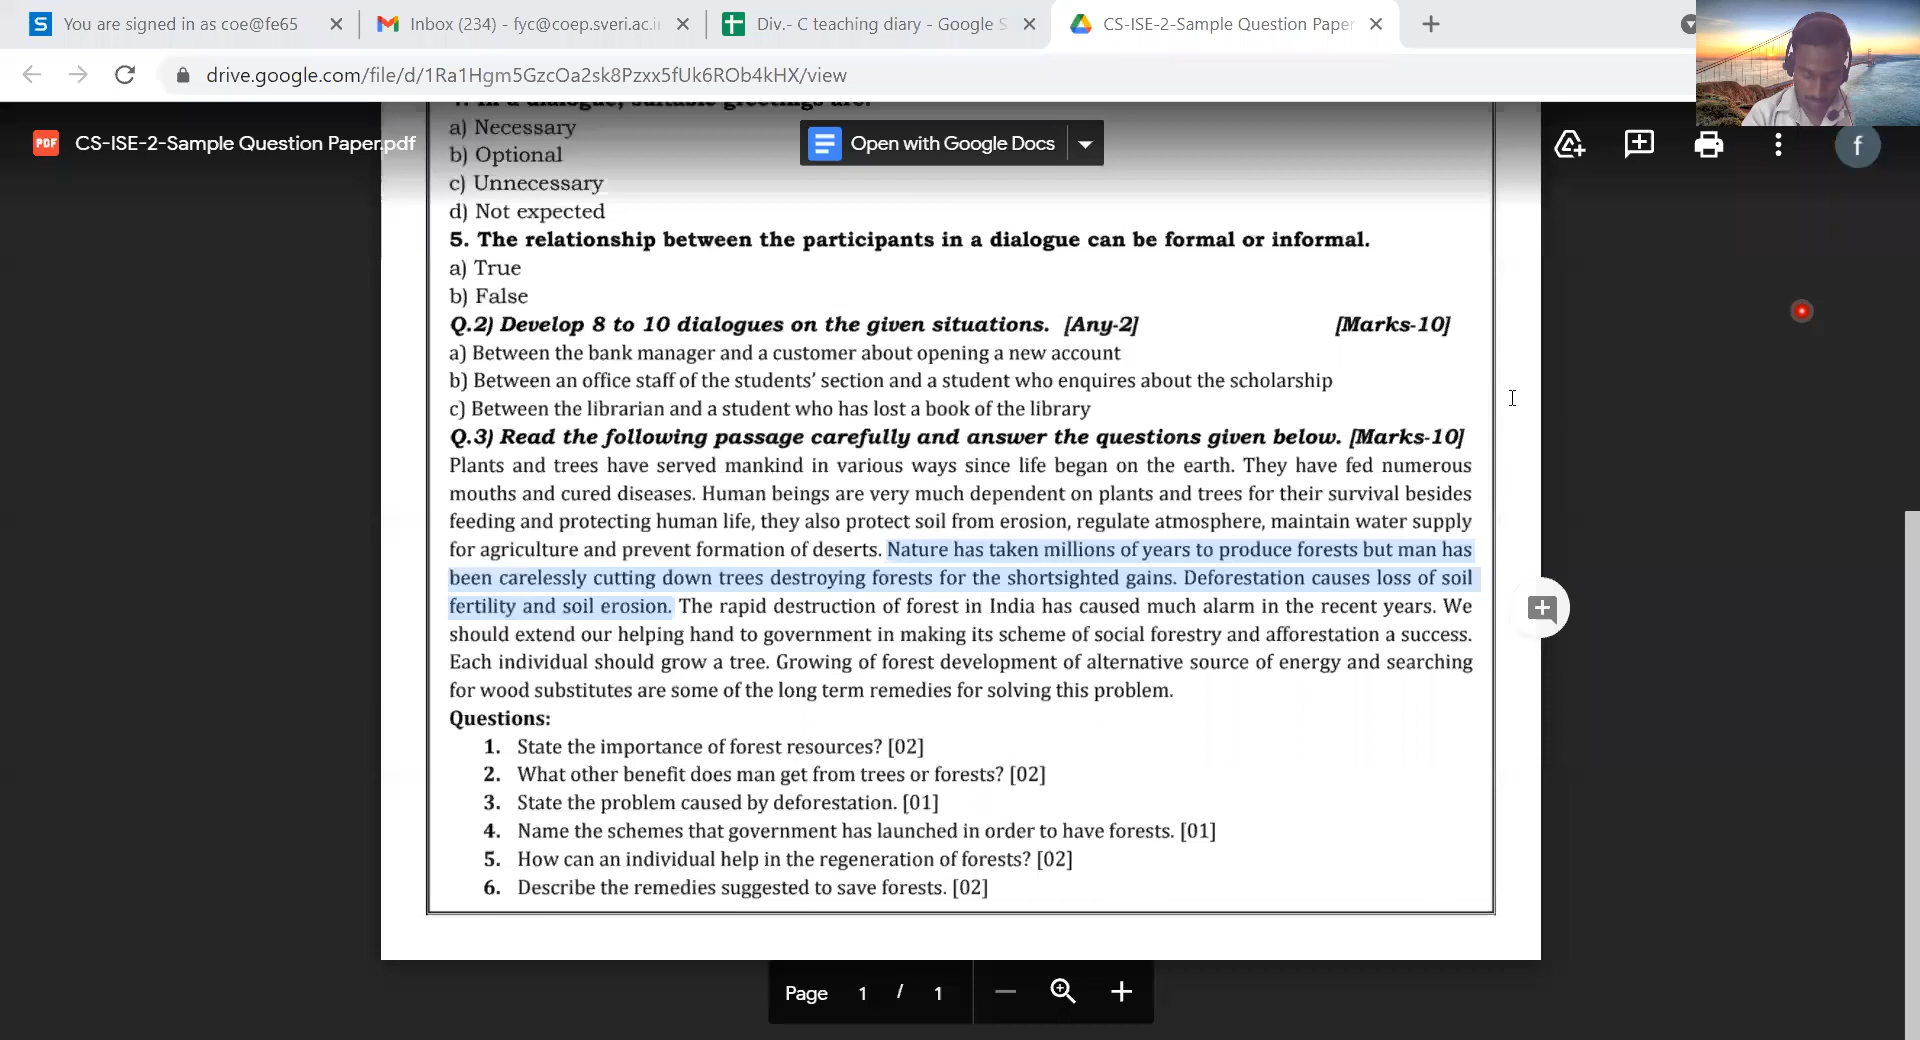 You are signed in as coe@fe65
Inbox (234) - fyc@coep.sveri.ac.i
Div.- C teaching diary - Google S
CS-ISE-2-Sample Question Paper
drive.google.com/file/d/1Ra1Hgm5GzcOa2sk8Pzxx5fUk6ROb4kHX/view
PDF CS-ISE-2-Sample Question Paper.pdf
Open with Google Docs
f
4. In a dialogue, suitable greetings are:
a) Necessary
b) Optional
c) Unnecessary
d) Not expected
5. The relationship between the participants in a dialogue can be formal or informal.
a) True
b) False
Q.2) Develop 8 to 10 dialogues on the given situations. [Any-2] [Marks-10]
a) Between the bank manager and a customer about opening a new account
b) Between an office staff of the students’ section and a student who enquires about the scholarship
c) Between the librarian and a student who has lost a book of the library
Q.3) Read the following passage carefully and answer the questions given below. [Marks-10]
Plants and trees have served mankind in various ways since life began on the earth. They have fed numerous
mouths and cured diseases. Human beings are very much dependent on plants and trees for their survival besides
feeding and protecting human life, they also protect soil from erosion, regulate atmosphere, maintain water supply
for agriculture and prevent formation of deserts. Nature has taken millions of years to produce forests but man has
been carelessly cutting down trees destroying forests for the shortsighted gains. Deforestation causes loss of soil
fertility and soil erosion. The rapid destruction of forest in India has caused much alarm in the recent years. We
should extend our helping hand to government in making its scheme of social forestry and afforestation a success.
Each individual should grow a tree. Growing of forest development of alternative source of energy and searching
for wood substitutes are some of the long term remedies for solving this problem.
Questions:
1. State the importance of forest resources? [02]
2. What other benefit does man get from trees or forests? [02]
3. State the problem caused by deforestation. [01]
4. Name the schemes that government has launched in order to have forests. [01]
5. How can an individual help in the regeneration of forests? [02]
6. Describe the remedies suggested to save forests. [02]
Page 1 / 1